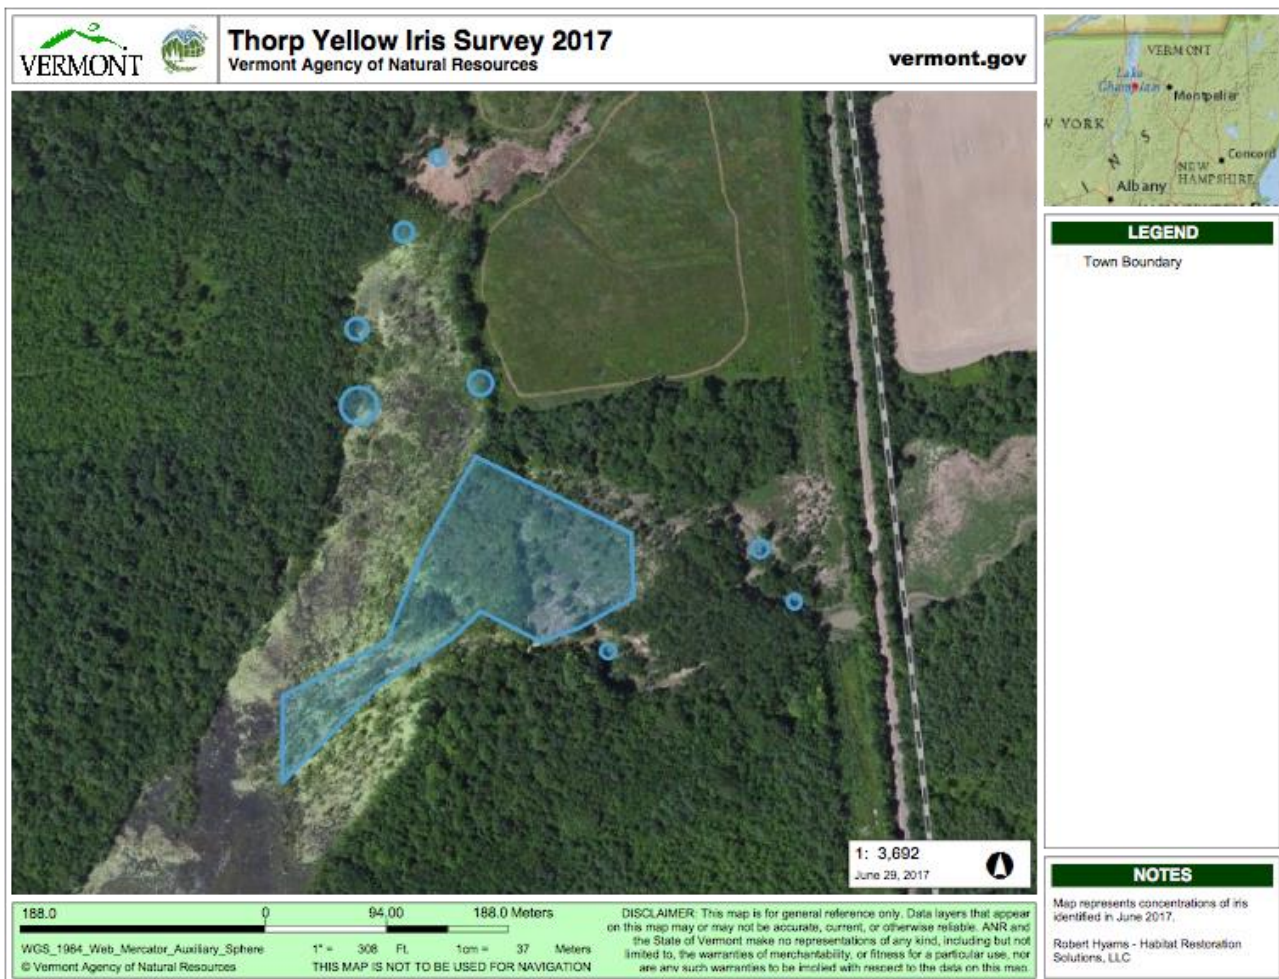 VERMONT
Thorp Yellow Iris Survey 2017
Vermont Agency of Natural Resources
vermont.gov
VERMONT
Lake
Champlain
Montpelier
W YORK
N
S
I
NEW
HAMPSHIRE
Concord
Albany
LEGEND
Town Boundary
1: 3,692
June 29, 2017
NOTES
Map represents concentrations of iris
identified in June 2017.
Robert Hyams - Habitat Restoration
Solutions, LLC
188.0 0 94.00 188.0 Meters
WGS_1984_Web_Mercator_Auxiliary_Sphere 1" = 308 Ft. 1cm = 37 Meters
© Vermont Agency of Natural Resources THIS MAP IS NOT TO BE USED FOR NAVIGATION
DISCLAIMER: This map is for general reference only. Data layers that appear
on this map may or may not be accurate, current, or otherwise reliable. ANR and
the State of Vermont make no representations of any kind, including but not
limited to, the warranties of merchantability, or fitness for a particular use, nor
are any such warranties to be implied with respect to the data on this map.